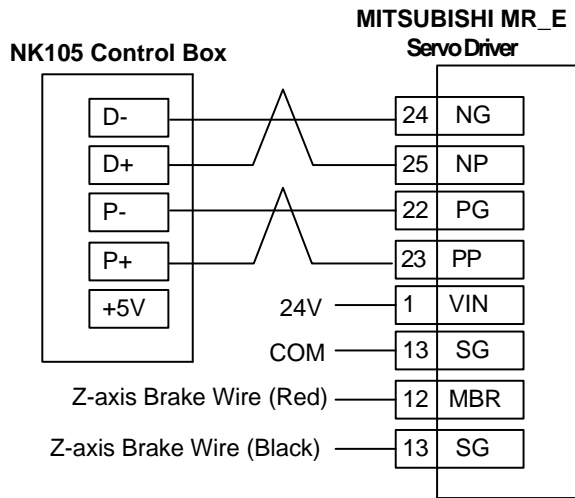 MITSUBISHI MR_E
Servo Driver
NK105 Control Box
D- 24 NG
D+ 25 NP
P- 22 PG
P+ 23 PP
+5V 24V 1 VIN
COM 13 SG
Z-axis Brake Wire (Red) 12 MBR
Z-axis Brake Wire (Black) 13 SG